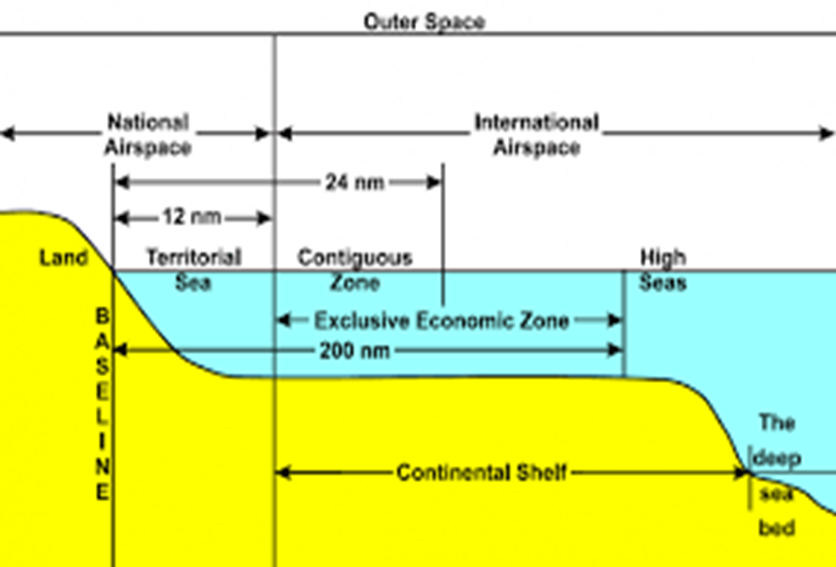 Outer Space
National
Airspace
International
Airspace
24 nm
12 nm
Land
Territorial
Sea
Contiguous
Zone
High
Seas
BASELINE
Exclusive Economic Zone
200 nm
Continental Shelf
The
deep
sea
bed